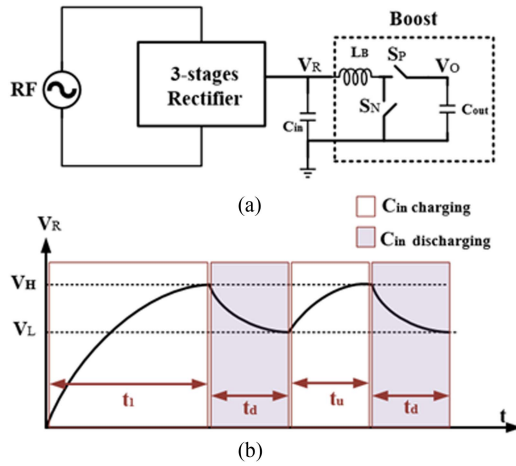 Boost
RF
3-stages
Rectifier
VR
LB
SP
VO
SN
Cin
Cout
(a)
Cin charging
Cin discharging
VR
VH
VL
t1
td
tu
td
t
(b)